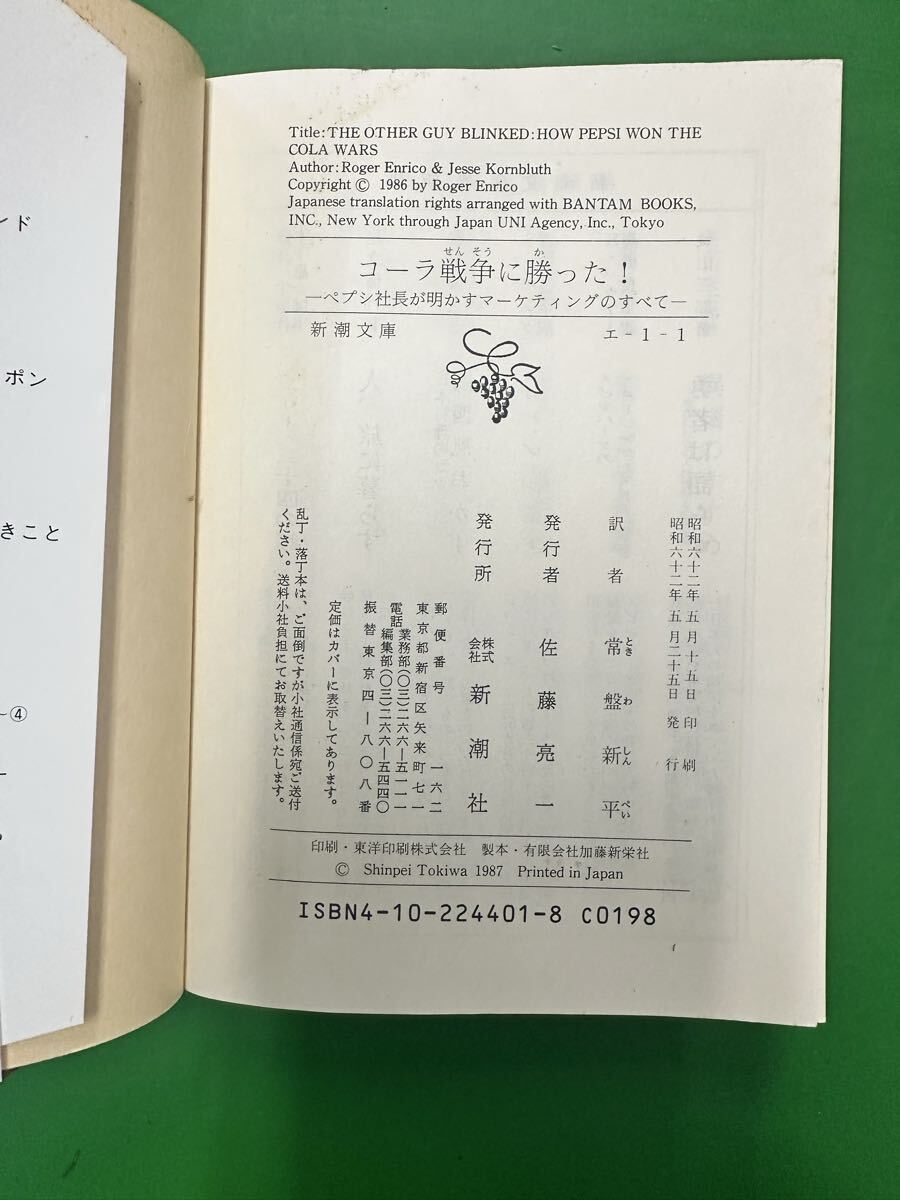 Title: THE OTHER GUY BLINKED: HOW PEPSI WON THE
COLA WARS
Author: Roger Enrico & Jesse Kornbluth
Copyright © 1986 by Roger Enrico
Japanese translation rights arranged with BANTAM BOOKS,
INC., New York through Japan UNI Agency, Inc., Tokyo
せんそう か
コーラ戦争に勝った!
―ペプシ社長が明かすマーケティングのすべて―
新潮文庫 エ-1-1
昭和六十二年 五月 十五日 印刷
昭和六十二年 五月二十五日 発行
訳者 常盤新平
ときわしんぺい
発行者 佐藤亮一
発行所 株式会社 新潮社
郵便番号 一六二
東京都新宿区矢来町七一
電話 業務部(〇三)二六六―五一一一
編集部(〇三)二六六―五四四〇
振替東京四―八〇八番
定価はカバーに表示してあります。
乱丁・落丁本は、ご面倒ですが小社通信係宛ご送付
ください。送料小社負担にてお取替えいたします。
印刷・東洋印刷株式会社 製本・有限会社加藤新栄社
© Shinpei Tokiwa 1987 Printed in Japan
ISBN4-10-224401-8 C0198
ンド
ポン
きこと
④